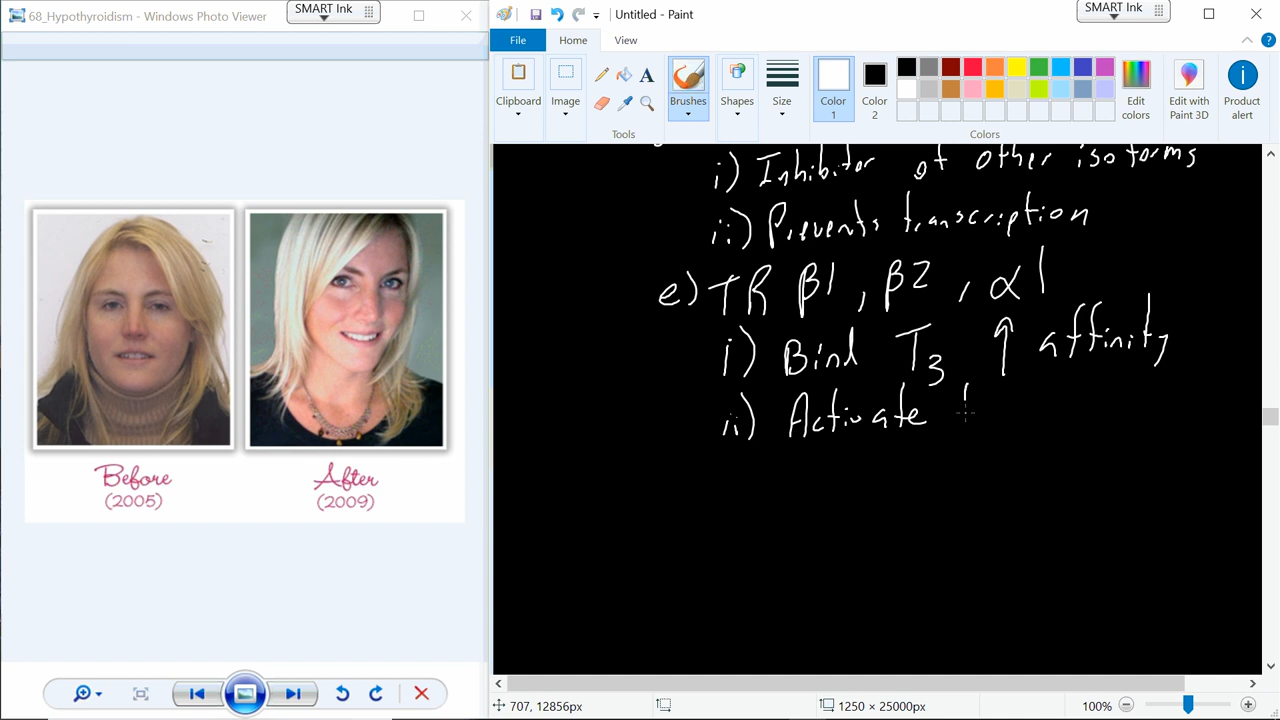 68_Hypothyroidism - Windows Photo Viewer
SMART Ink
Untitled - Paint
SMART Ink
File
Home
View
Clipboard
Image
Tools
Brushes
Shapes
Size
Color 1
Color 2
Edit colors
Edit with Paint 3D
Product alert
Colors
i) Inhibitor of other isoforms
ii) Prevents transcription
e) TR β1, β2, α1
i) Bind T3 ↑ affinity
ii) Activate
Before
(2005)
After
(2009)
707, 12856px
1250 × 25000px
100%